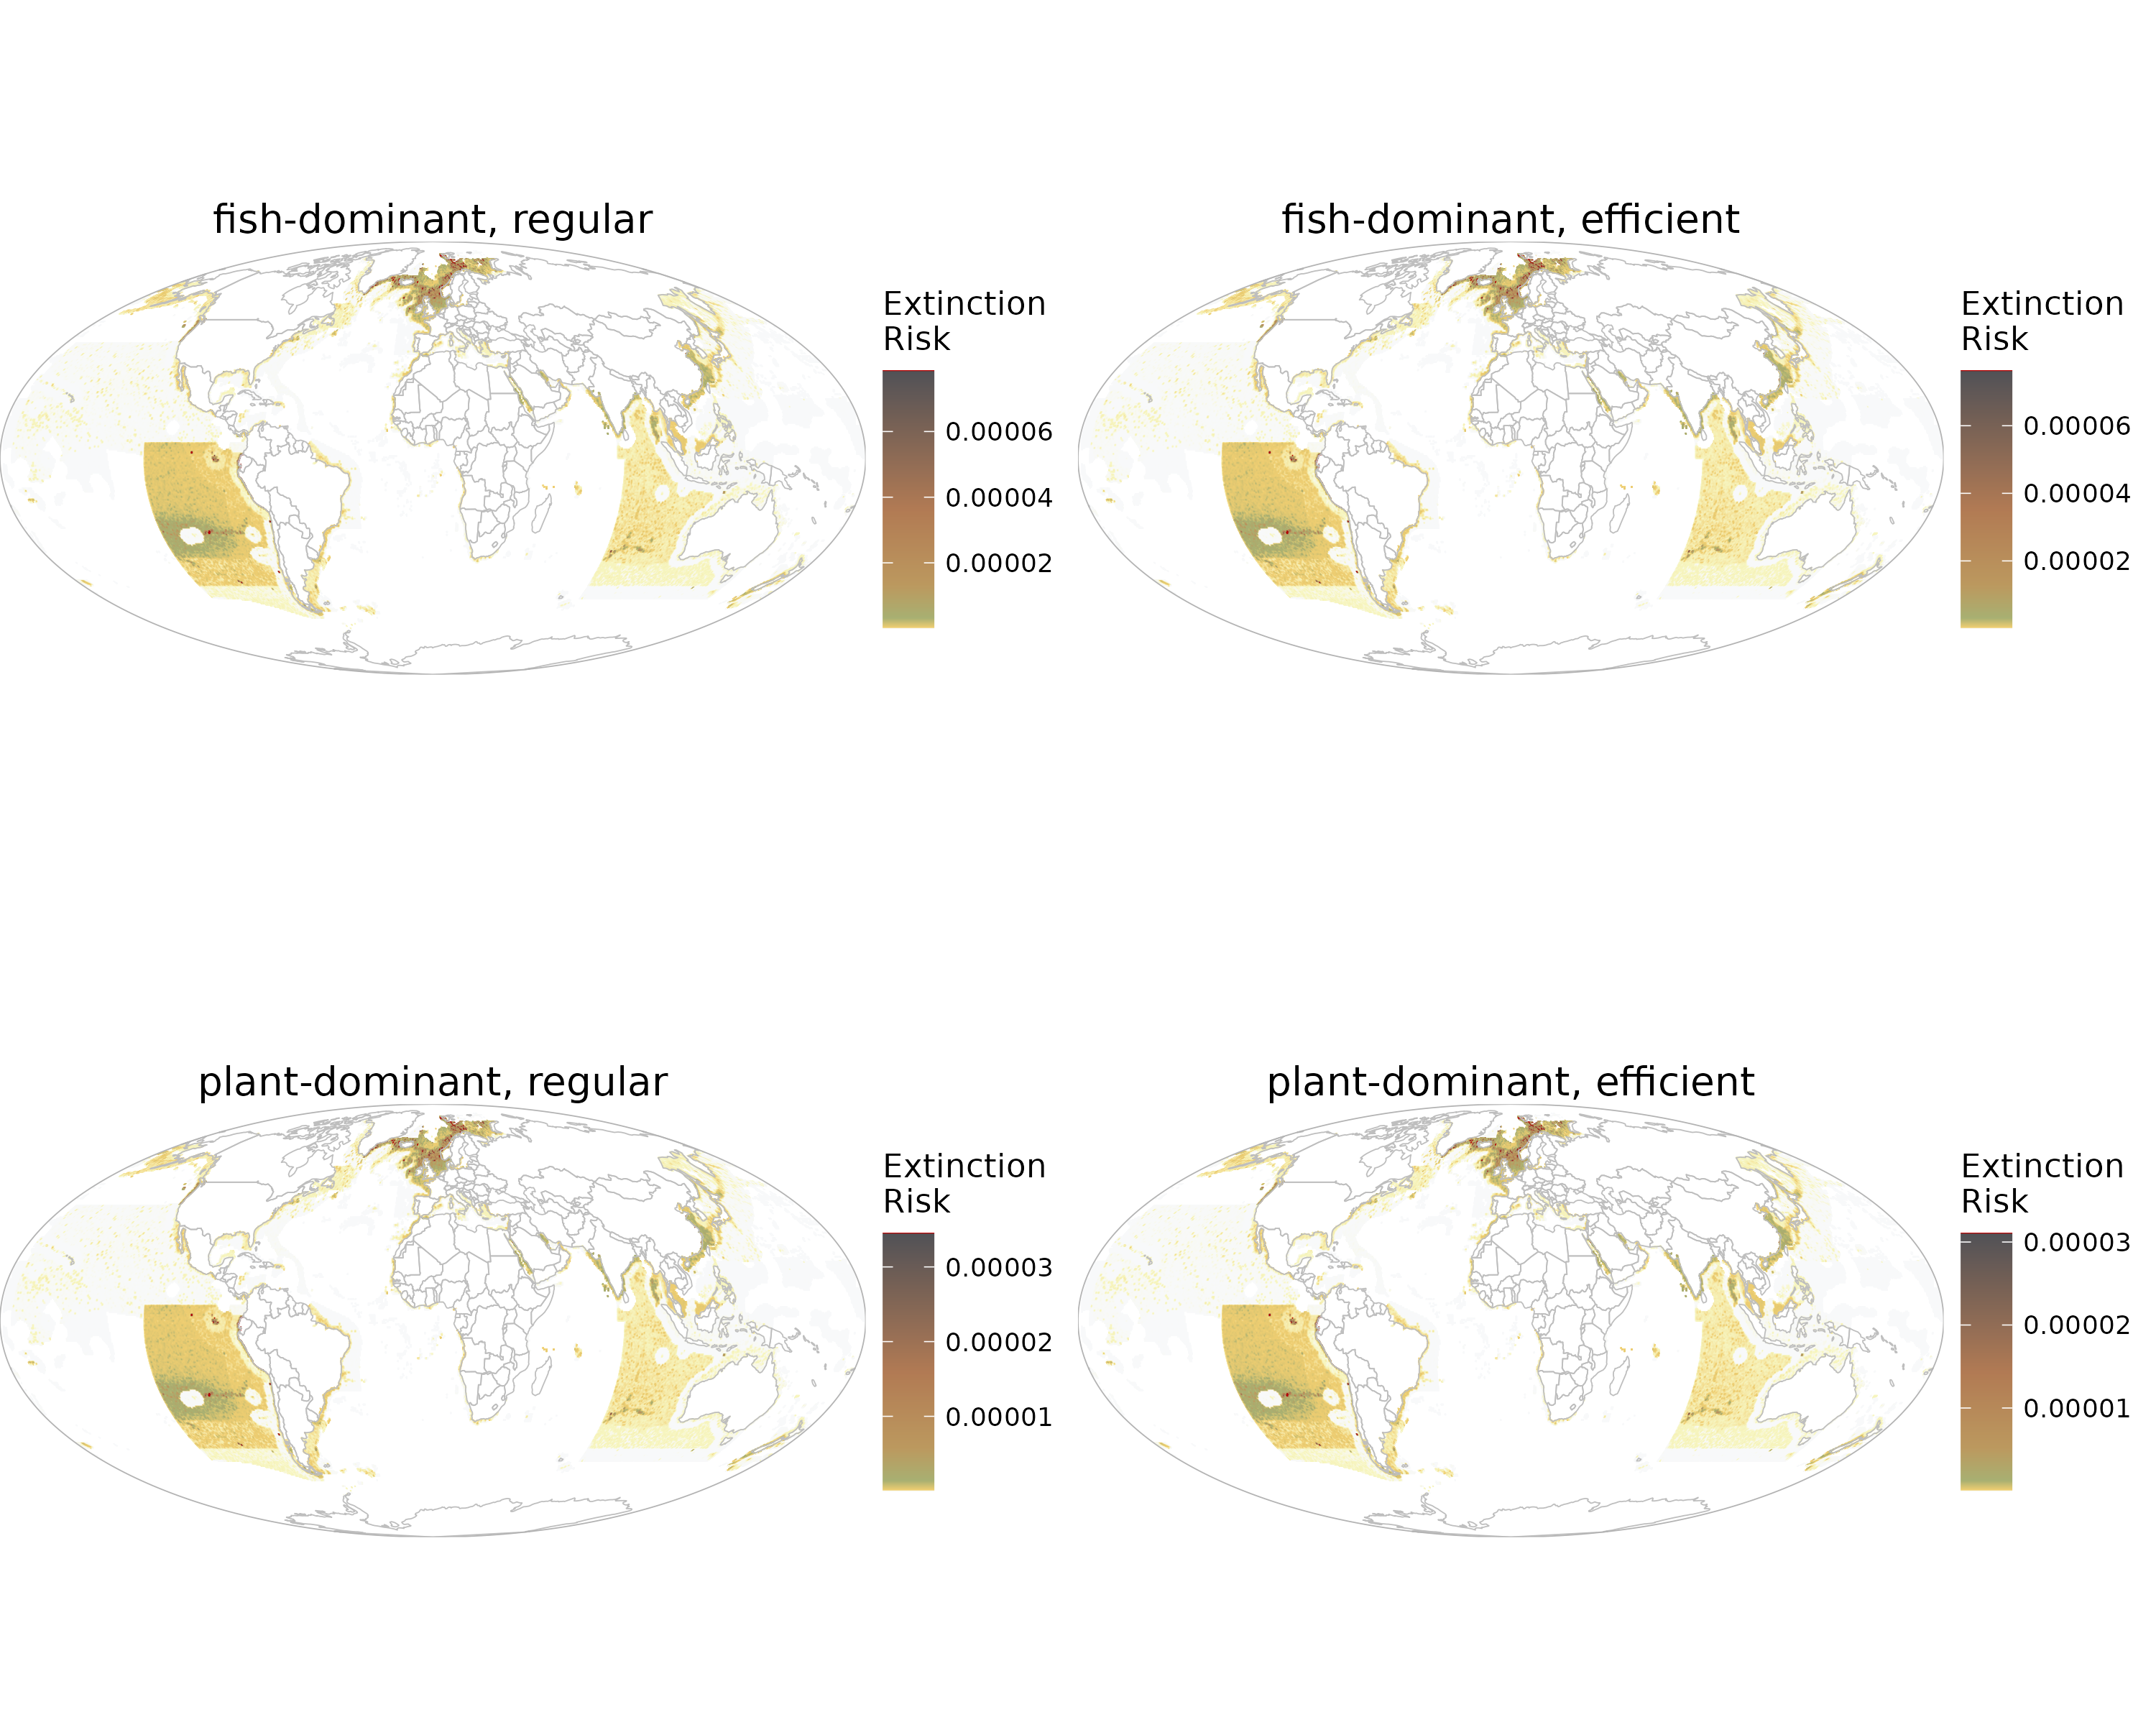 fish-dominant, regular
Extinction
Risk
0.00006
0.00004
0.00002
fish-dominant, efficient
Extinction
Risk
0.00006
0.00004
0.00002
plant-dominant, regular
Extinction
Risk
0.00003
0.00002
0.00001
plant-dominant, efficient
Extinction
Risk
0.00003
0.00002
0.00001